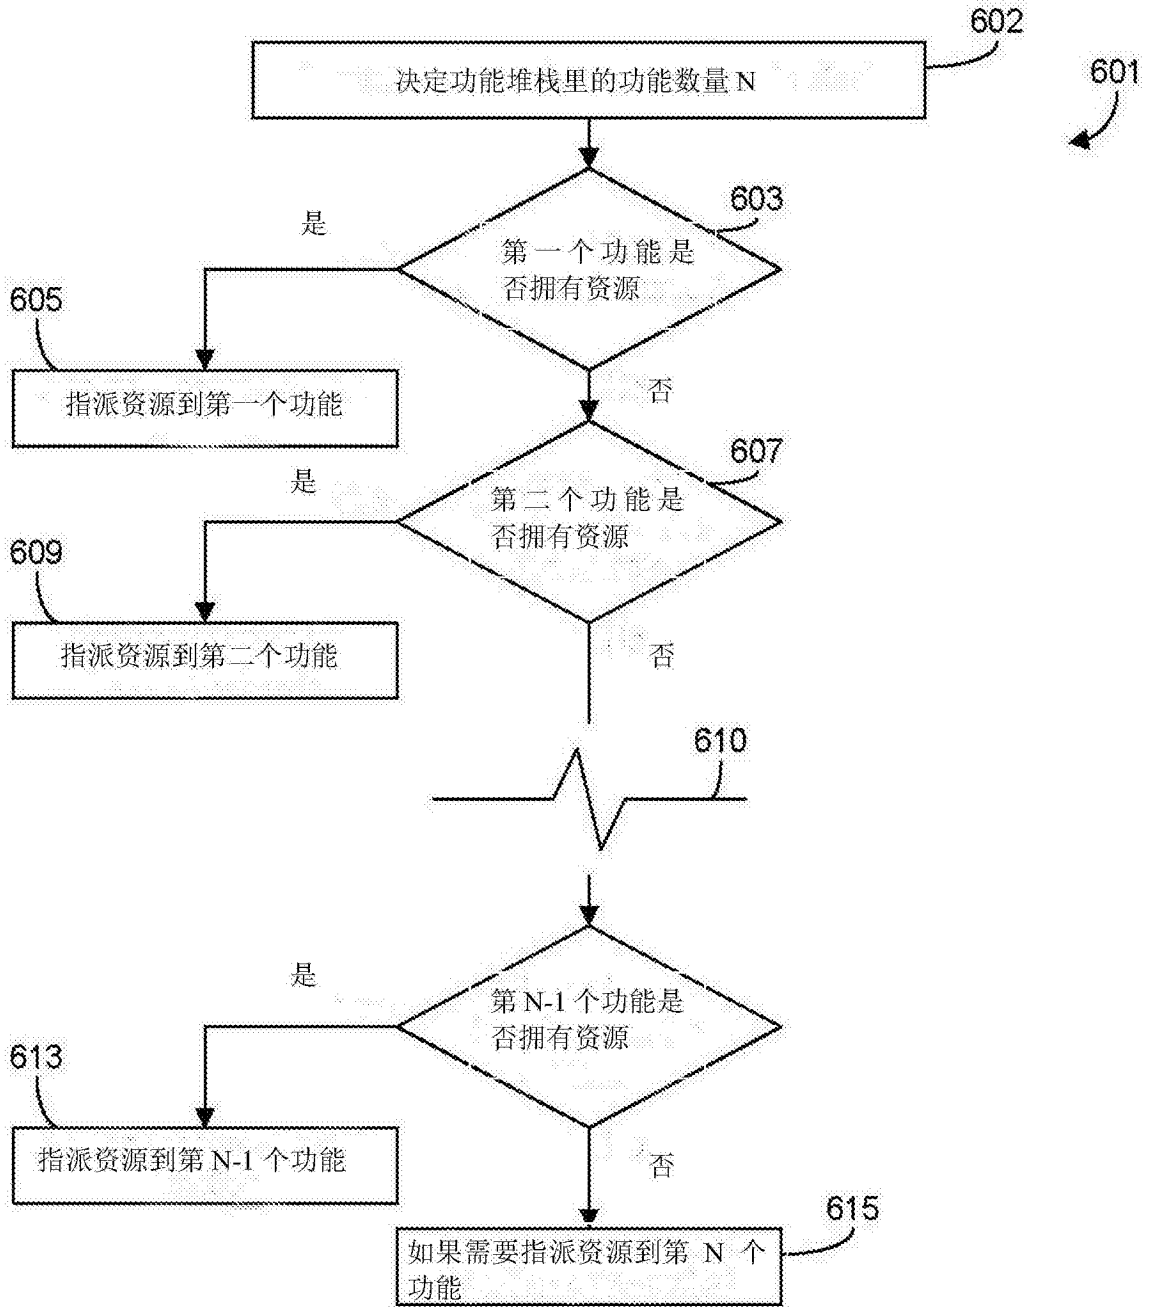 602
决定功能堆栈里的功能数量 N
601
603
是
第一个功能是
否拥有资源
605
否
指派资源到第一个功能
607
是
第二个功能是
否拥有资源
609
否
指派资源到第二个功能
610
是
第 N-1 个功能是
否拥有资源
613
否
指派资源到第 N-1 个功能
615
如果需要指派资源到第 N 个
功能